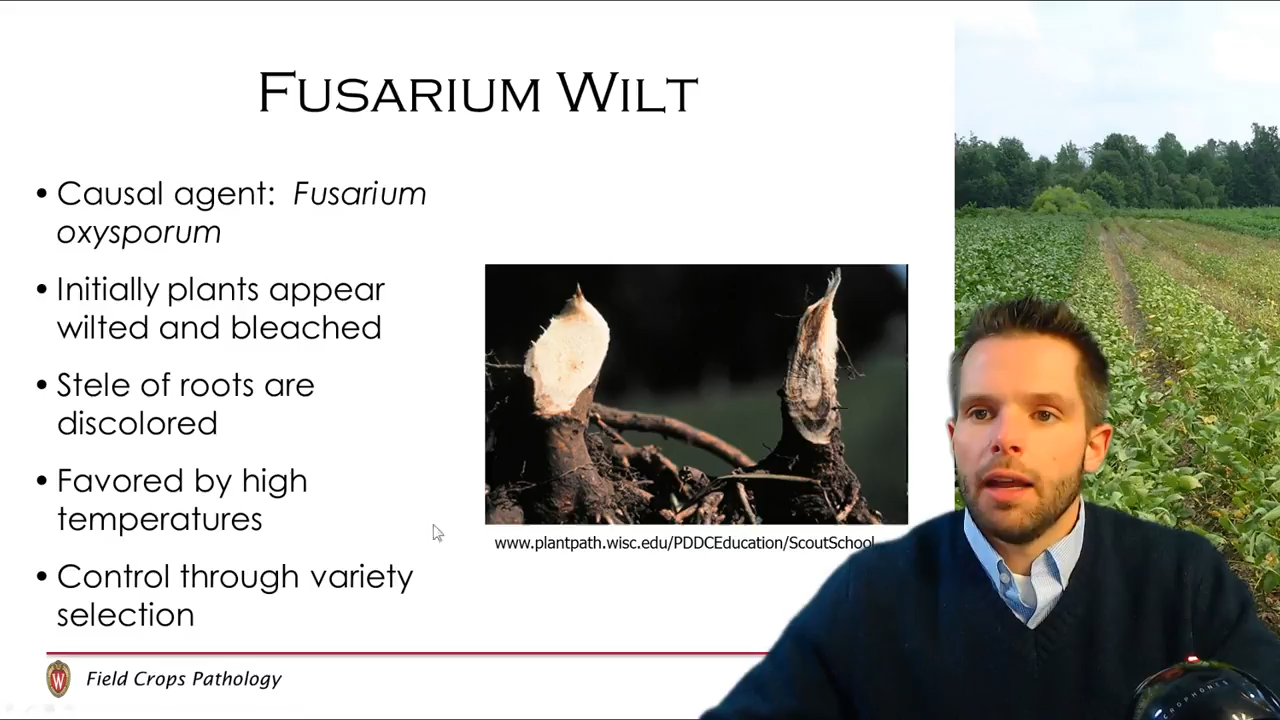 FUSARIUM WILT
• Causal agent: Fusarium
oxysporum
• Initially plants appear
wilted and bleached
• Stele of roots are
discolored
• Favored by high
temperatures
• Control through variety
selection
www.plantpath.wisc.edu/PDDCEducation/ScoutSchool
W
Field Crops Pathology